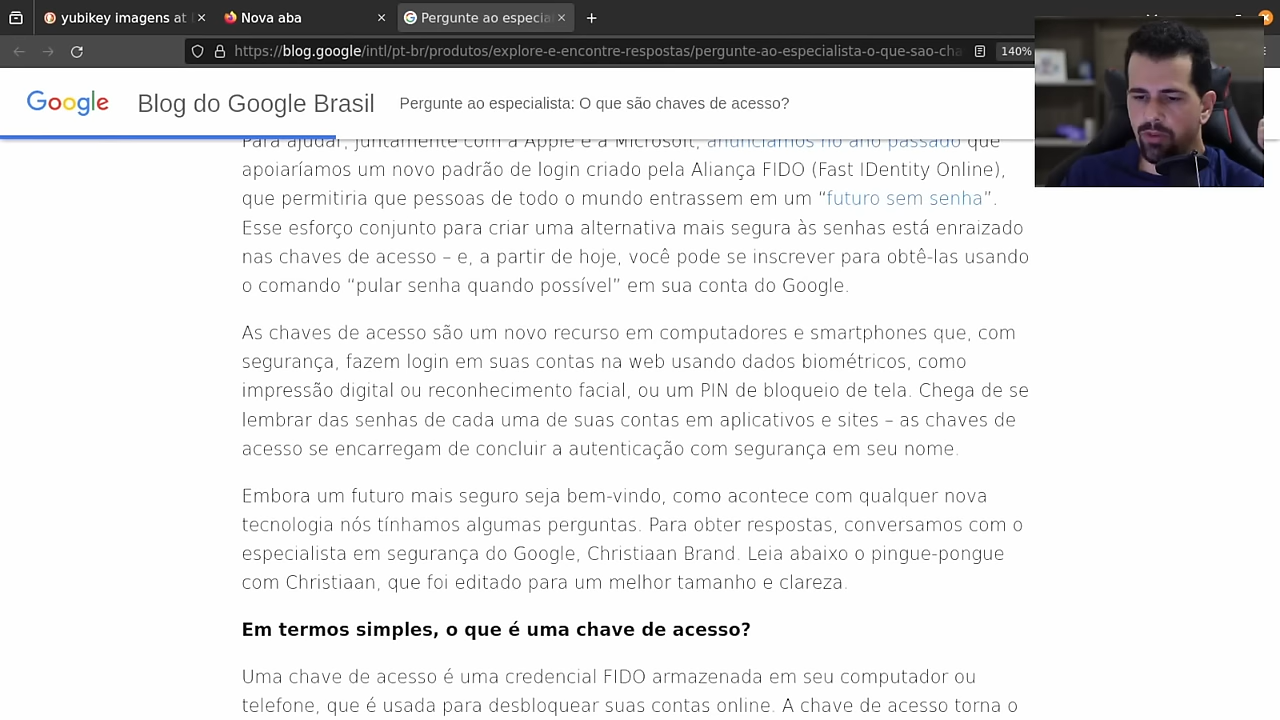 yubikey imagens at
Nova aba
Pergunte ao especia
https://blog.google/intl/pt-br/produtos/explore-e-encontre-respostas/pergunte-ao-especialista-o-que-sao-cha
140%
Google
Blog do Google Brasil
Pergunte ao especialista: O que são chaves de acesso?
Para ajudar, juntamente com a Apple e a Microsoft, anunciamos no ano passado que
apoiaríamos um novo padrão de login criado pela Aliança FIDO (Fast IDentity Online),
que permitiria que pessoas de todo o mundo entrassem em um “futuro sem senha”.
Esse esforço conjunto para criar uma alternativa mais segura às senhas está enraizado
nas chaves de acesso – e, a partir de hoje, você pode se inscrever para obtê-las usando
o comando “pular senha quando possível” em sua conta do Google.
As chaves de acesso são um novo recurso em computadores e smartphones que, com
segurança, fazem login em suas contas na web usando dados biométricos, como
impressão digital ou reconhecimento facial, ou um PIN de bloqueio de tela. Chega de se
lembrar das senhas de cada uma de suas contas em aplicativos e sites – as chaves de
acesso se encarregam de concluir a autenticação com segurança em seu nome.
Embora um futuro mais seguro seja bem-vindo, como acontece com qualquer nova
tecnologia nós tínhamos algumas perguntas. Para obter respostas, conversamos com o
especialista em segurança do Google, Christiaan Brand. Leia abaixo o pingue-pongue
com Christiaan, que foi editado para um melhor tamanho e clareza.
Em termos simples, o que é uma chave de acesso?
Uma chave de acesso é uma credencial FIDO armazenada em seu computador ou
telefone, que é usada para desbloquear suas contas online. A chave de acesso torna o